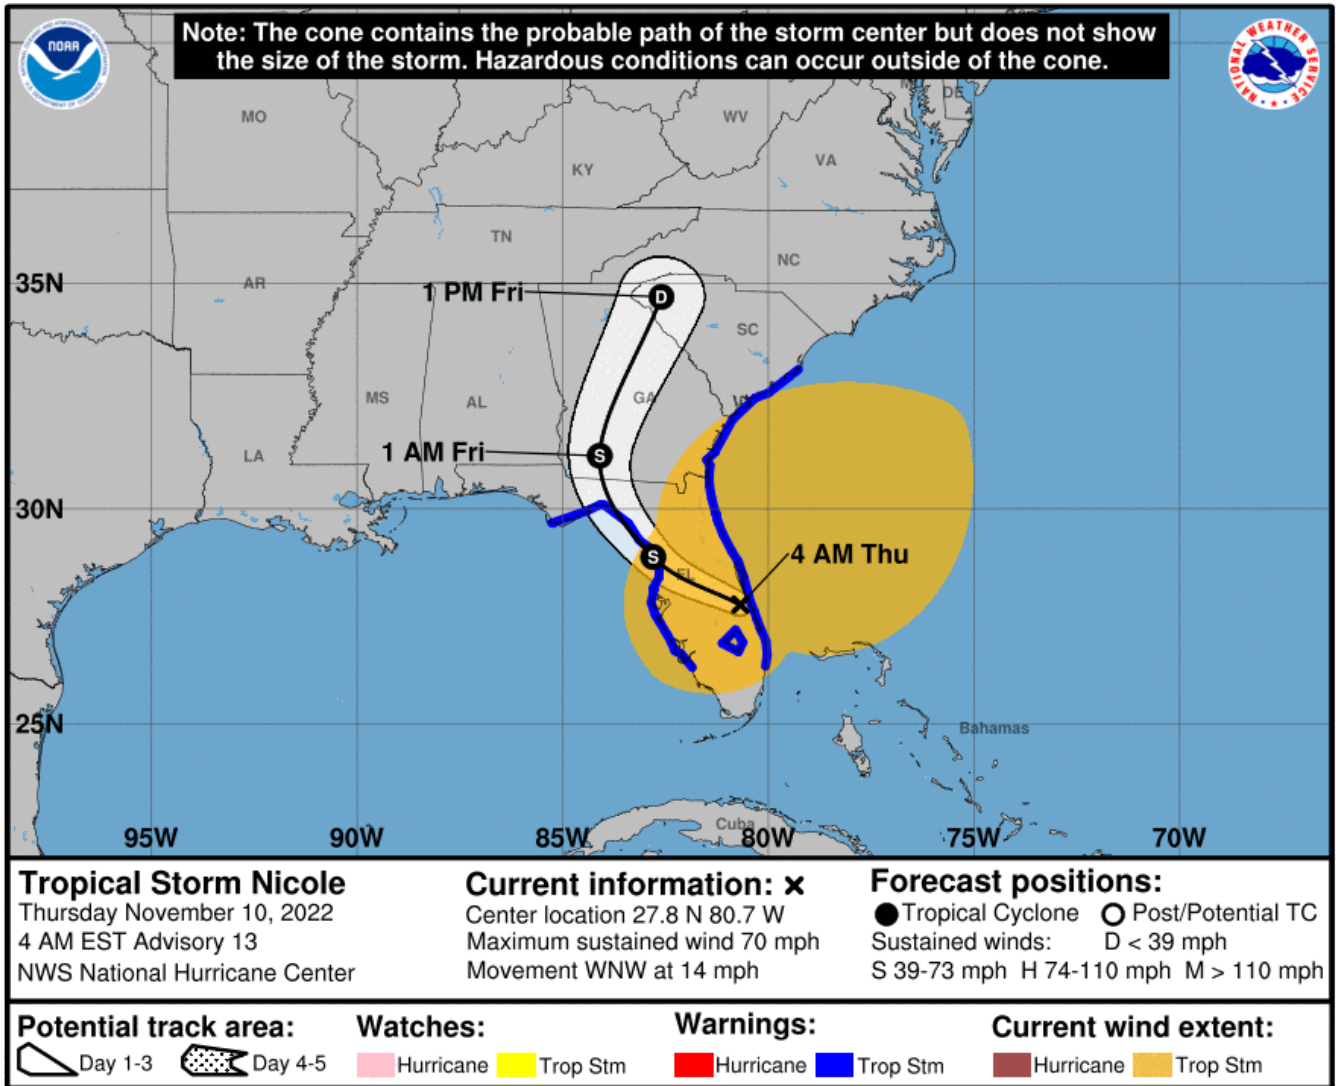 Note: The cone contains the probable path of the storm center but does not show
the size of the storm. Hazardous conditions can occur outside of the cone.
NOAA
NATIONAL WEATHER SERVICE
MO
WV
DE
KY
VA
TN
NC
35N
AR
1 PM Fri
D
SC
MS
AL
GA
LA
1 AM Fri
S
30N
S
4 AM Thu
FL
25N
Bahamas
Cuba
95W
90W
85W
80W
75W
70W
Tropical Storm Nicole
Thursday November 10, 2022
4 AM EST Advisory 13
NWS National Hurricane Center
Current information: x
Center location 27.8 N 80.7 W
Maximum sustained wind 70 mph
Movement WNW at 14 mph
Forecast positions:
Tropical Cyclone Post/Potential TC
Sustained winds: D < 39 mph
S 39-73 mph H 74-110 mph M > 110 mph
Potential track area:
Day 1-3 Day 4-5
Watches:
Hurricane Trop Stm
Warnings:
Hurricane Trop Stm
Current wind extent:
Hurricane Trop Stm